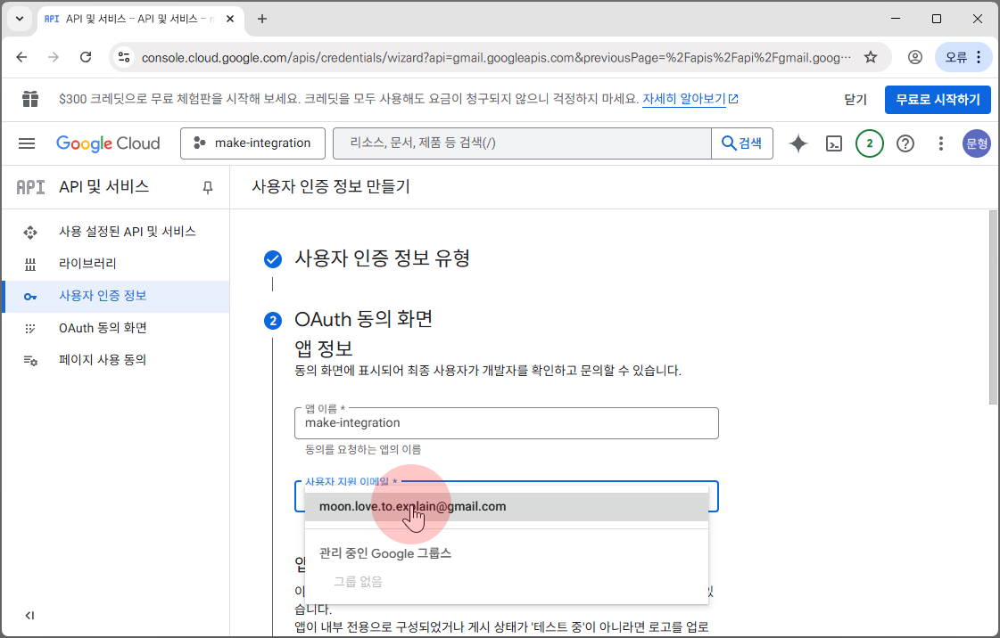 API API 및 서비스 – API 및 서비스 –
console.cloud.google.com/apis/credentials/wizard?api=gmail.googleapis.com&previousPage=%2Fapis%2Fapi%2Fgmail.goog…
오류
$300 크레딧으로 무료 체험판을 시작해 보세요. 크레딧을 모두 사용해도 요금이 청구되지 않으니 걱정하지 마세요. 자세히 알아보기
닫기
무료로 시작하기
Google Cloud
make-integration
리소스, 문서, 제품 등 검색(/)
검색
2
문형
API API 및 서비스
사용자 인증 정보 만들기
사용 설정된 API 및 서비스
라이브러리
사용자 인증 정보
OAuth 동의 화면
페이지 사용 동의
사용자 인증 정보 유형
2 OAuth 동의 화면
앱 정보
동의 화면에 표시되어 최종 사용자가 개발자를 확인하고 문의할 수 있습니다.
앱 이름 *
make-integration
동의를 요청하는 앱의 이름
사용자 지원 이메일 *
moon.love.to.explain@gmail.com
관리 중인 Google 그룹스
그룹 없음
습니다.
앱이 내부 전용으로 구성되었거나 게시 상태가 '테스트 중'이 아니라면 로고를 업로